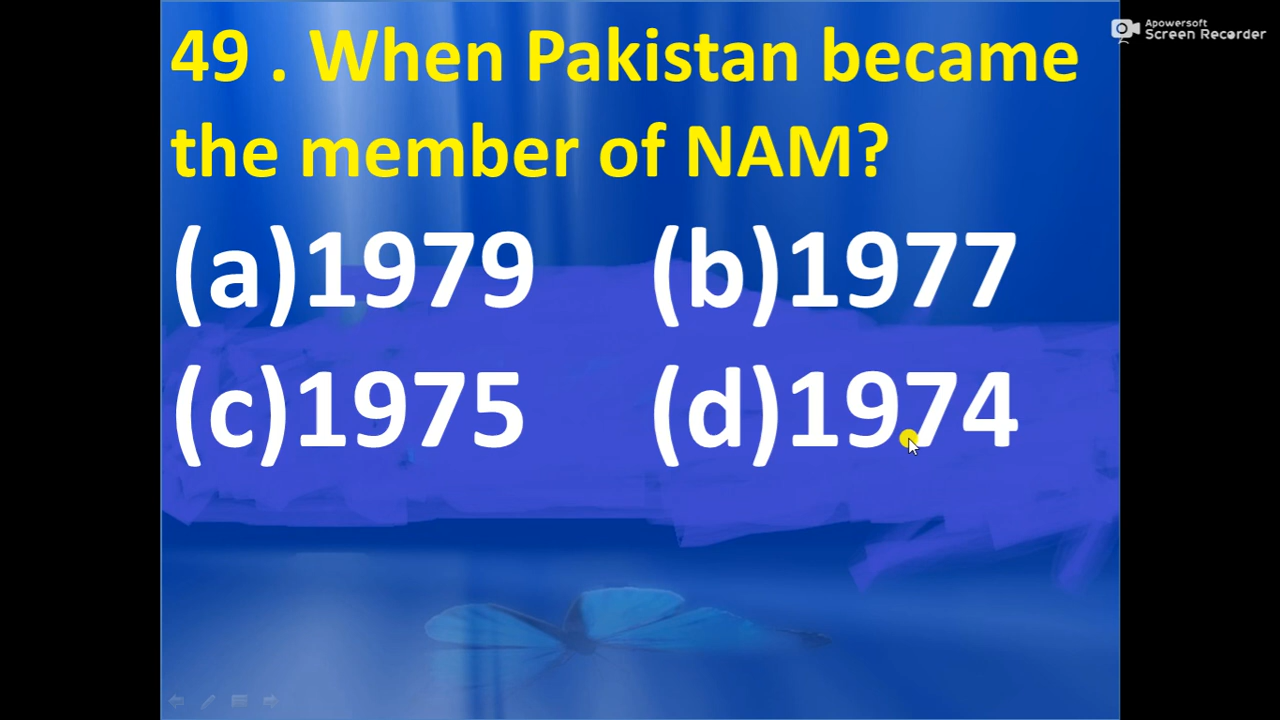 49 . When Pakistan became
the member of NAM?
(a)1979 (b)1977
(c)1975 (d)1974
Apowersoft
Screen Recorder